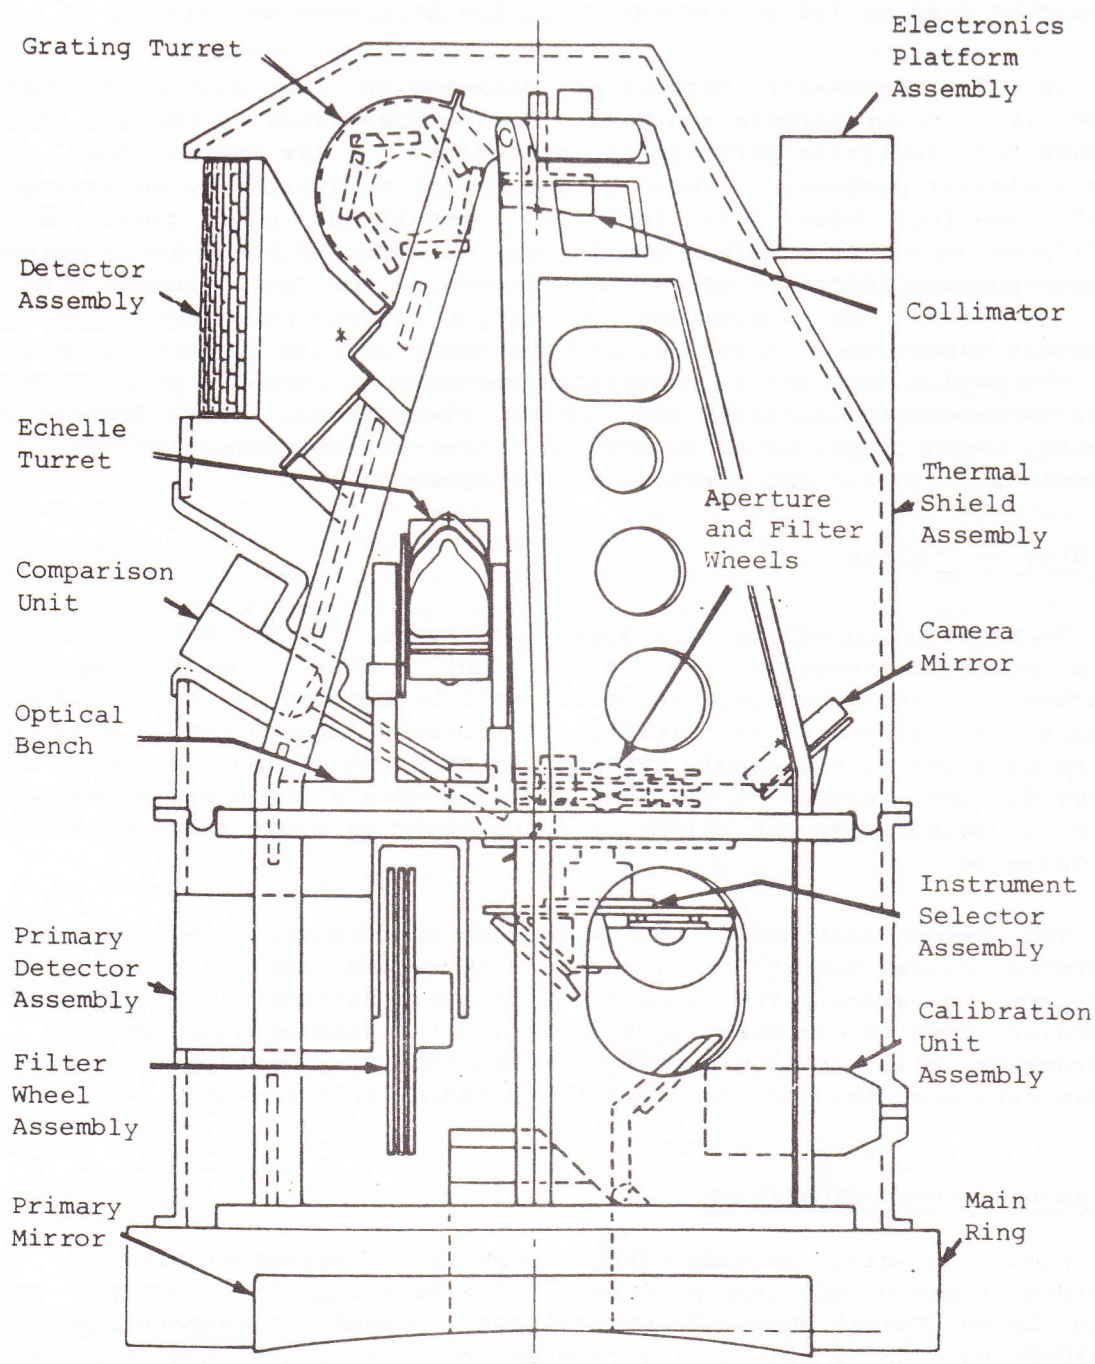 Grating Turret
Electronics
Platform
Assembly
Detector
Assembly
Collimator
Echelle
Turret
Thermal
Shield
Assembly
Aperture
and Filter
Wheels
Comparison
Unit
Camera
Mirror
Optical
Bench
Instrument
Selector
Assembly
Primary
Detector
Assembly
Calibration
Unit
Assembly
Filter
Wheel
Assembly
Primary
Mirror
Main
Ring